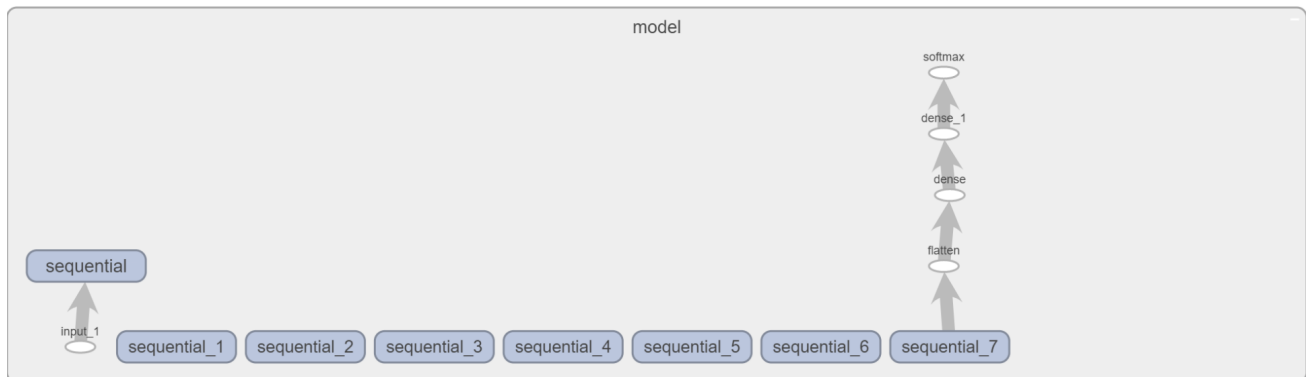 model
softmax
dense_1
dense
flatten
sequential
input_1
sequential_1 sequential_2 sequential_3 sequential_4 sequential_5 sequential_6 sequential_7